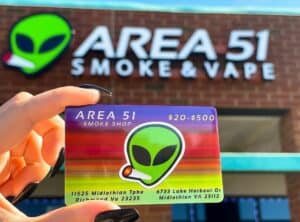 AREA 51
SMOKE & VAPE
AREA 51
SMOKE SHOP
$20-$500
11525 Midlothian Tpke
Richmond Va 23235
6733 Lake Harbour Dr
Midlothian VA 23112